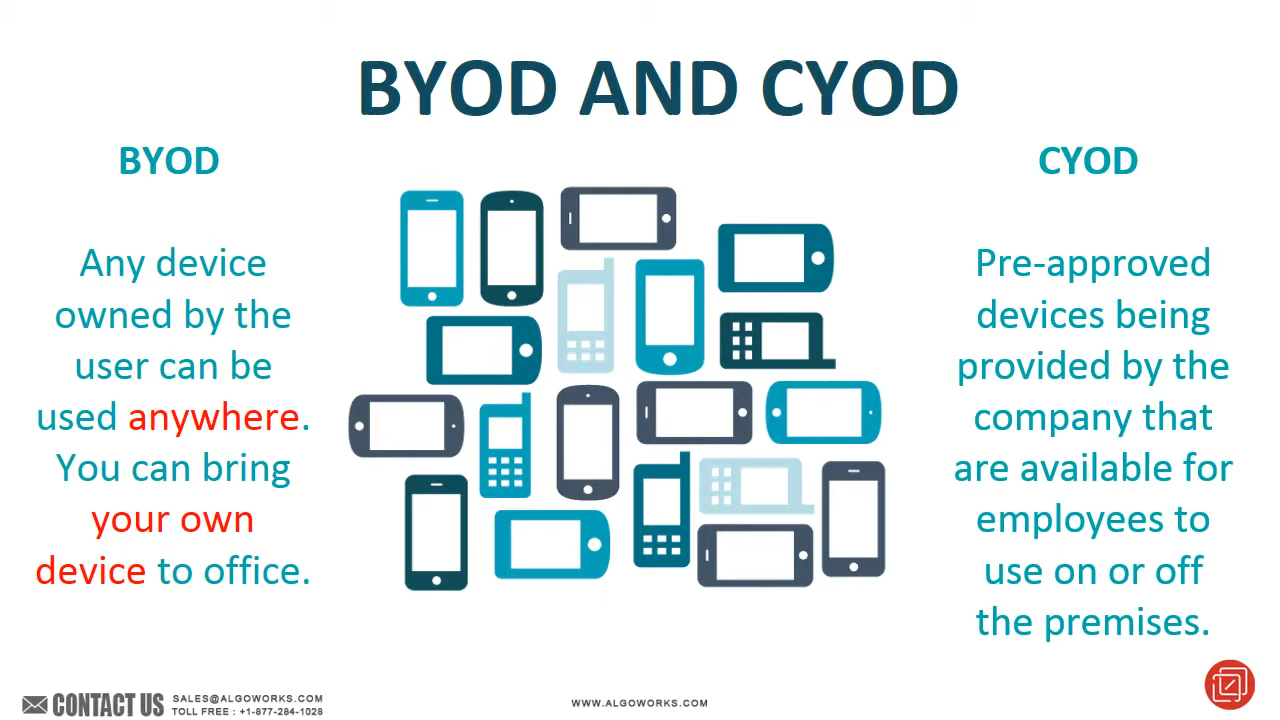 BYOD AND CYOD
BYOD
Any device
owned by the
user can be
used anywhere.
You can bring
your own
device to office.
CYOD
Pre-approved
devices being
provided by the
company that
are available for
employees to
use on or off
the premises.
CONTACT US
SALES@ALGOWORKS.COM
TOLL FREE : +1-877-284-1028
WWW.ALGOWORKS.COM